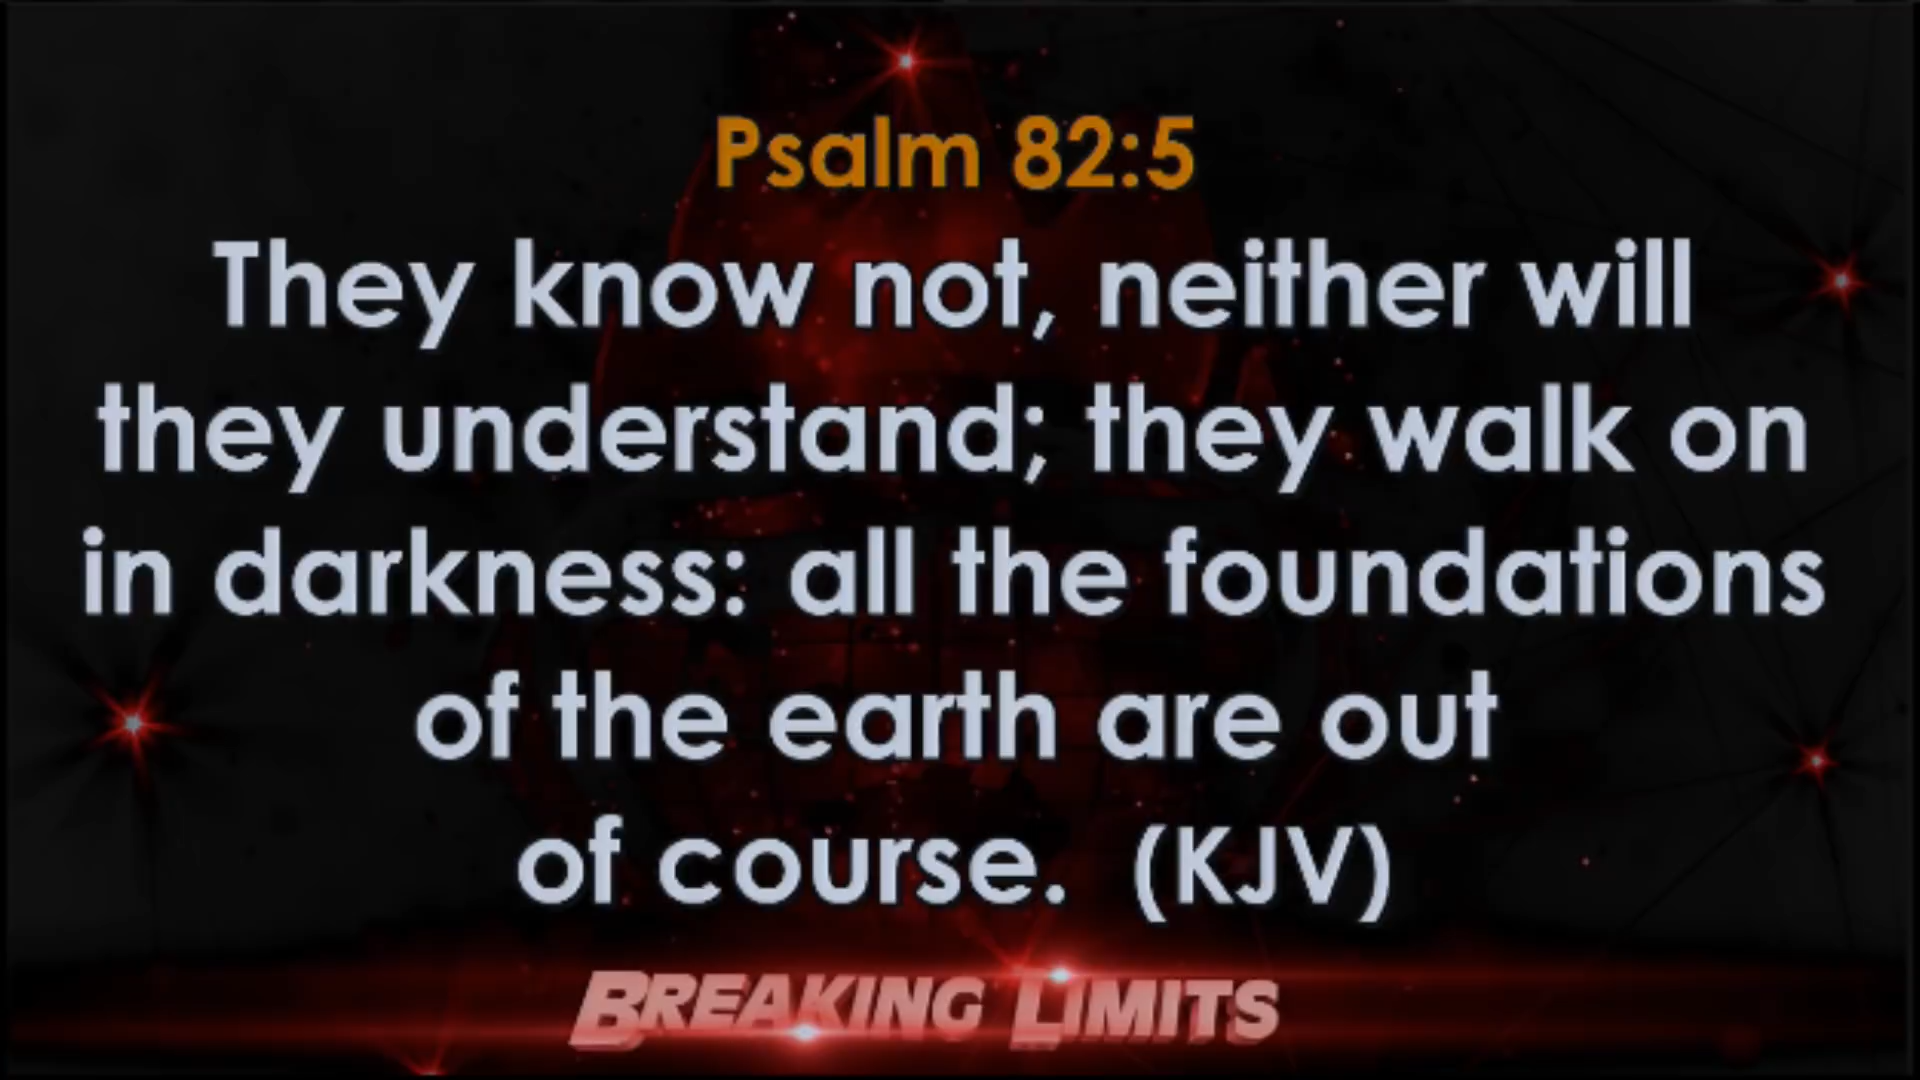 Psalm 82:5
They know not, neither will
they understand; they walk on
in darkness: all the foundations
of the earth are out
of course.  (KJV)
BREAKING LIMITS